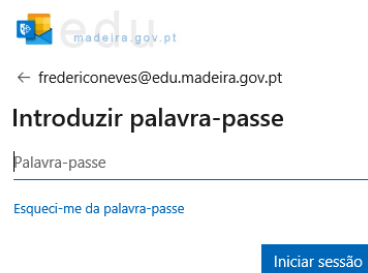 edu
madeira.gov.pt
← fredericoneves@edu.madeira.gov.pt
Introduzir palavra-passe
Palavra-passe
Esqueci-me da palavra-passe
Iniciar sessão